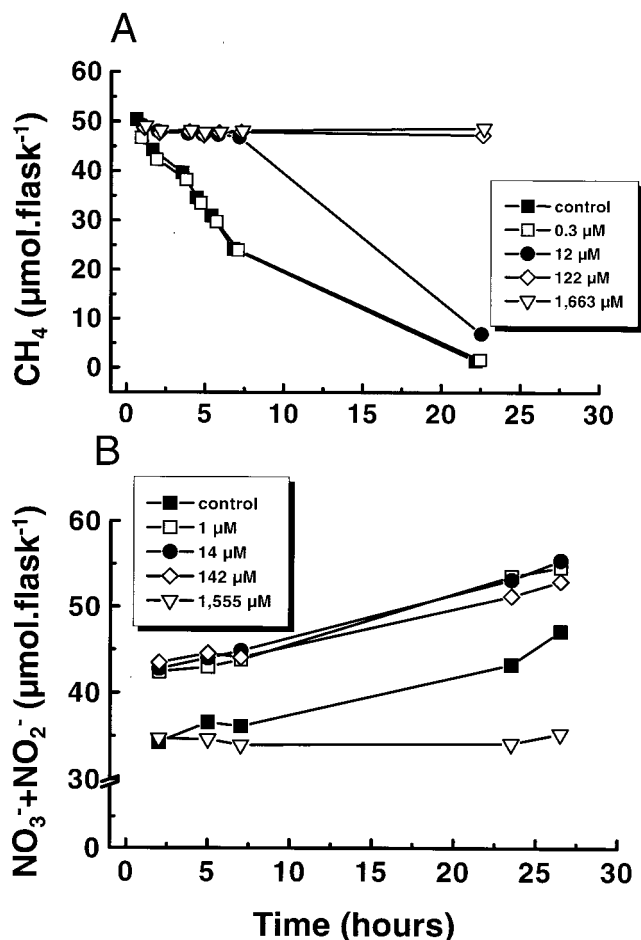 A
CH₄ (µmol.flask⁻¹)
60
50
40
30
20
10
0
control
0.3 µM
12 µM
122 µM
1,663 µM
0 5 10 15 20 25 30
B
NO₃⁻+NO₂⁻ (µmol.flask⁻¹)
control
1 µM
14 µM
142 µM
1,555 µM
60
50
40
30
0
0 5 10 15 20 25 30
Time (hours)